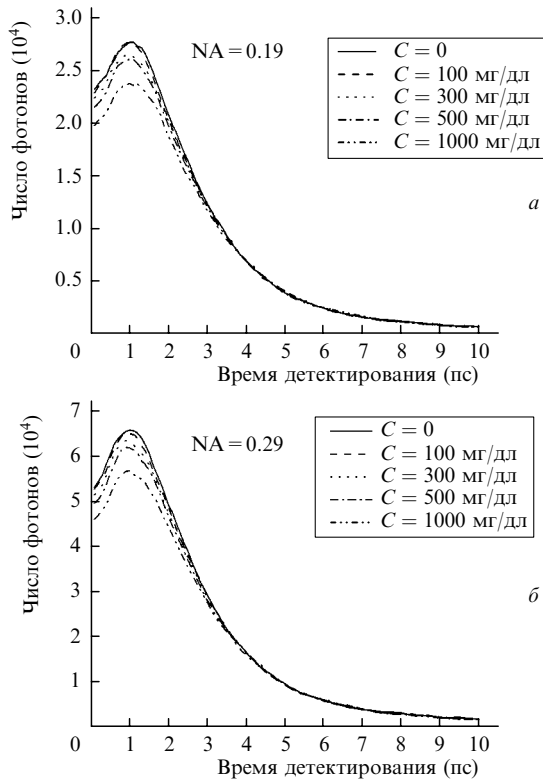 Число фотонов (10⁴)
3.0
2.5
2.0
1.5
1.0
0.5
NA = 0.19
C = 0
C = 100 мг/дл
C = 300 мг/дл
C = 500 мг/дл
C = 1000 мг/дл
а
0 1 2 3 4 5 6 7 8 9 10
Время детектирования (пс)
Число фотонов (10⁴)
7
6
5
4
3
2
1
NA = 0.29
C = 0
C = 100 мг/дл
C = 300 мг/дл
C = 500 мг/дл
C = 1000 мг/дл
б
0 1 2 3 4 5 6 7 8 9 10
Время детектирования (пс)